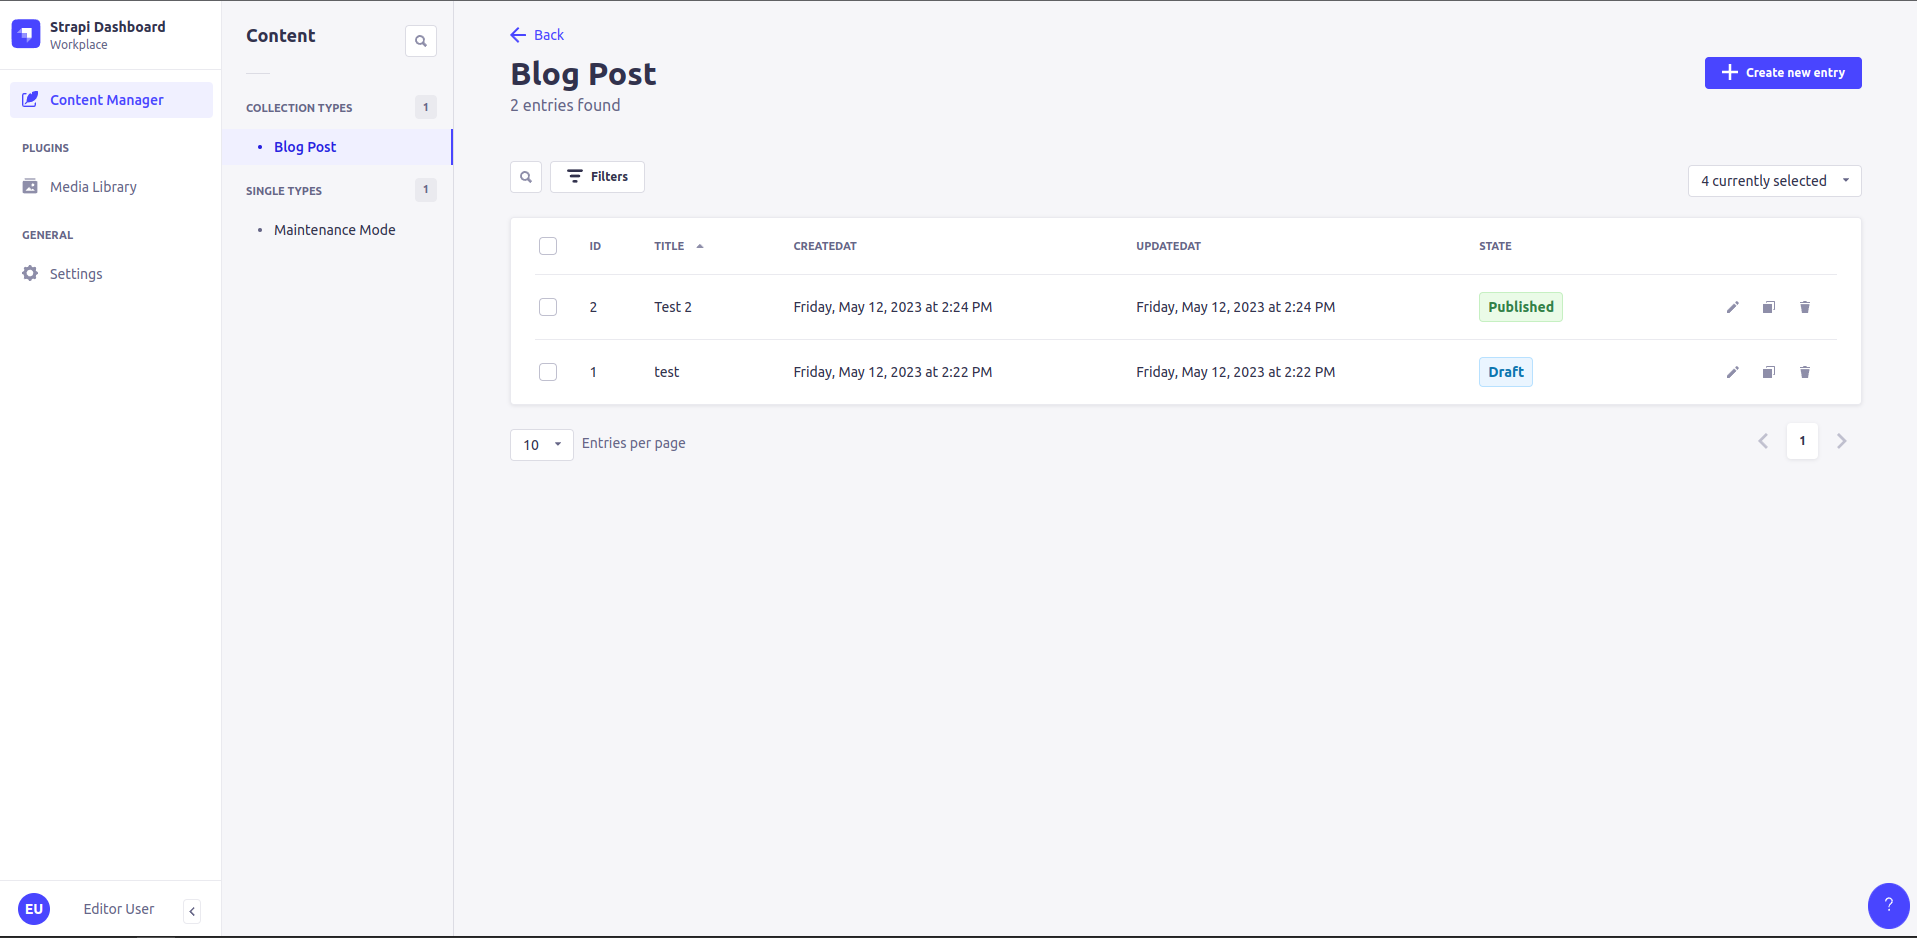 Strapi Dashboard
Workplace
Content Manager
PLUGINS
Media Library
GENERAL
Settings
EU
Editor User
Content
COLLECTION TYPES 1
Blog Post
SINGLE TYPES 1
Maintenance Mode
Back
Blog Post
2 entries found
Create new entry
Filters
4 currently selected
ID TITLE CREATEDAT UPDATEDAT STATE
2 Test 2 Friday, May 12, 2023 at 2:24 PM Friday, May 12, 2023 at 2:24 PM Published
1 test Friday, May 12, 2023 at 2:22 PM Friday, May 12, 2023 at 2:22 PM Draft
10 Entries per page
1
?